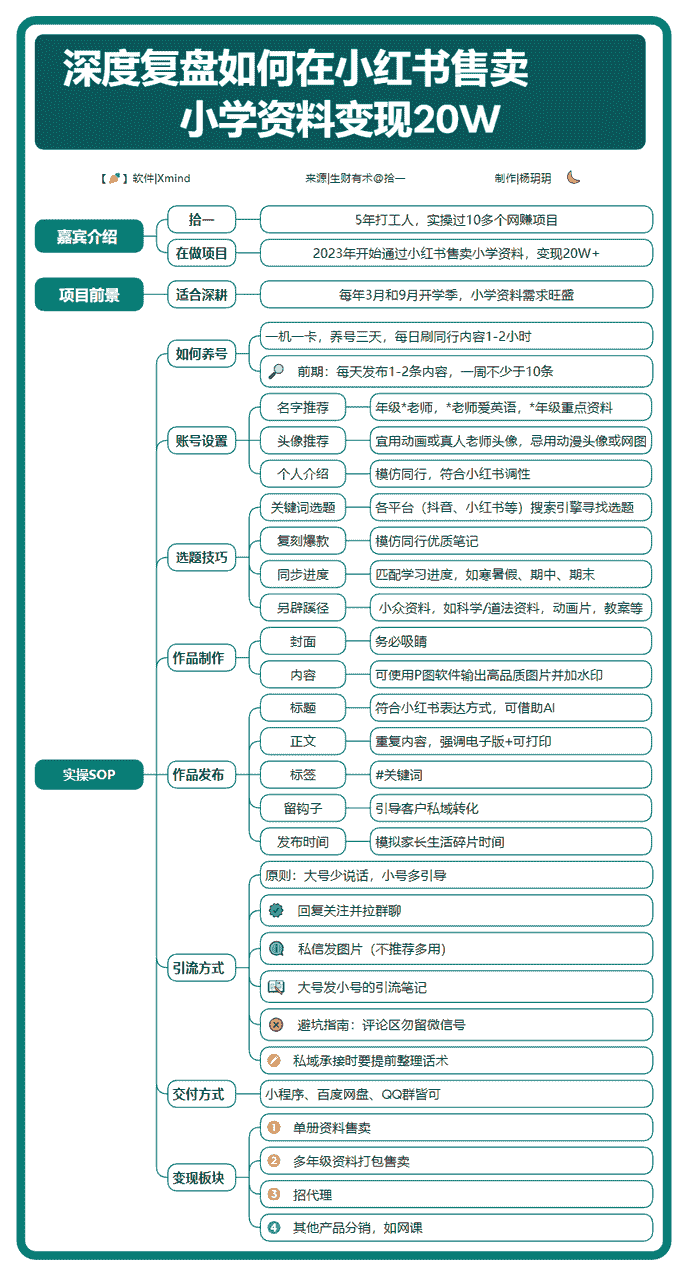 深度复盘如何在小红书售卖
小学资料变现20W
【🥕】软件|Xmind
来源|生财有术@拾一
制作|杨玥玥
嘉宾介绍
拾一
5年打工人，实操过10多个网赚项目
在做项目
2023年开始通过小红书售卖小学资料，变现20W+
项目前景
适合深耕
每年3月和9月开学季，小学资料需求旺盛
实操SOP
如何养号
一机一卡，养号三天，每日刷同行内容1-2小时
前期：每天发布1-2条内容，一周不少于10条
账号设置
名字推荐
年级*老师，*老师爱英语，*年级重点资料
头像推荐
宜用动画或真人老师头像，忌用动漫头像或网图
个人介绍
模仿同行，符合小红书调性
选题技巧
关键词选题
各平台（抖音、小红书等）搜索引擎寻找选题
复刻爆款
模仿同行优质笔记
同步进度
匹配学习进度，如寒暑假、期中、期末
另辟蹊径
小众资料，如科学/道法资料，动画片，教案等
作品制作
封面
务必吸睛
内容
可使用P图软件输出高品质图片并加水印
作品发布
标题
符合小红书表达方式，可借助AI
正文
重复内容，强调电子版+可打印
标签
#关键词
留钩子
引导客户私域转化
发布时间
模拟家长生活碎片时间
引流方式
原则：大号少说话，小号多引导
回复关注并拉群聊
私信发图片（不推荐多用）
大号发小号的引流笔记
避坑指南：评论区勿留微信号
私域承接时要提前整理话术
交付方式
小程序、百度网盘、QQ群皆可
变现板块
1 单册资料售卖
2 多年级资料打包售卖
3 招代理
4 其他产品分销，如网课